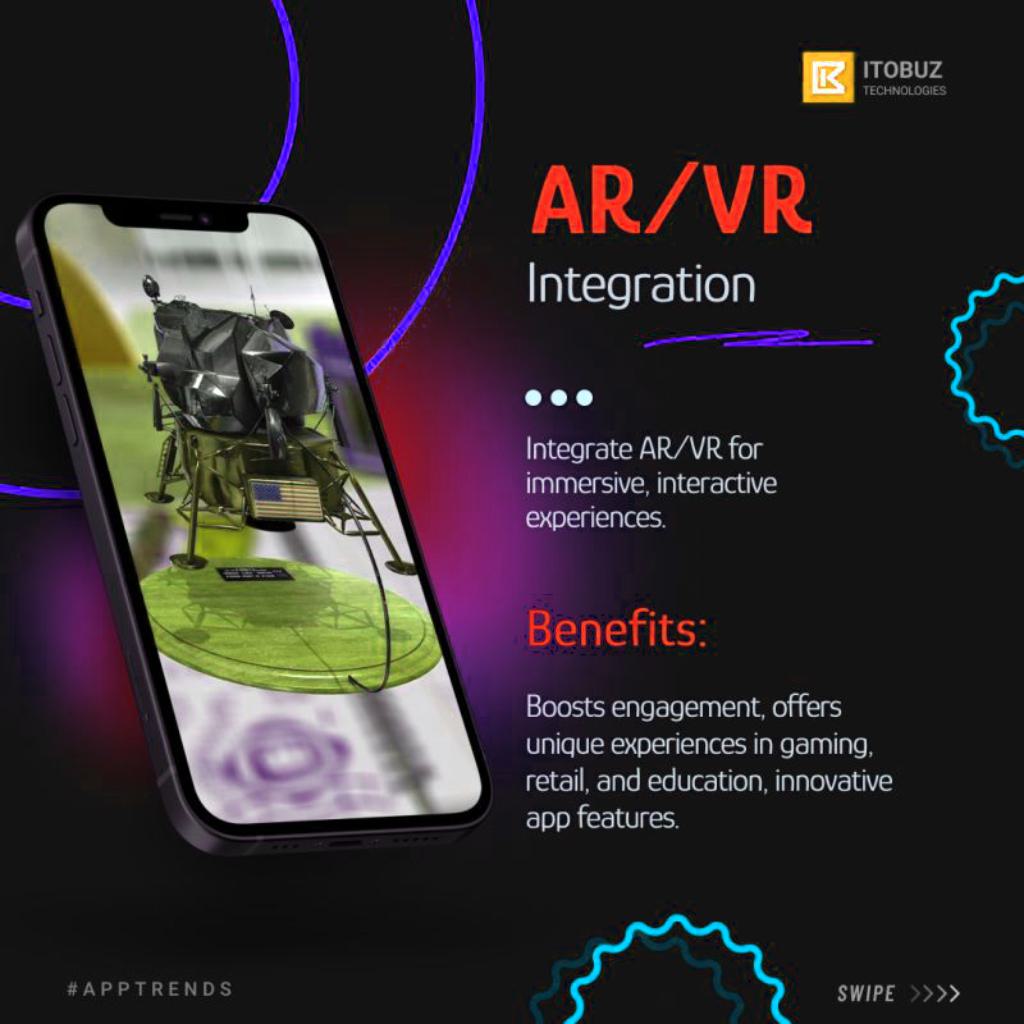 ITOBUZ
TECHNOLOGIES
AR/VR
Integration
Integrate AR/VR for
immersive, interactive
experiences.
Benefits:
Boosts engagement, offers
unique experiences in gaming,
retail, and education, innovative
app features.
#APPTRENDS
SWIPE >>>>